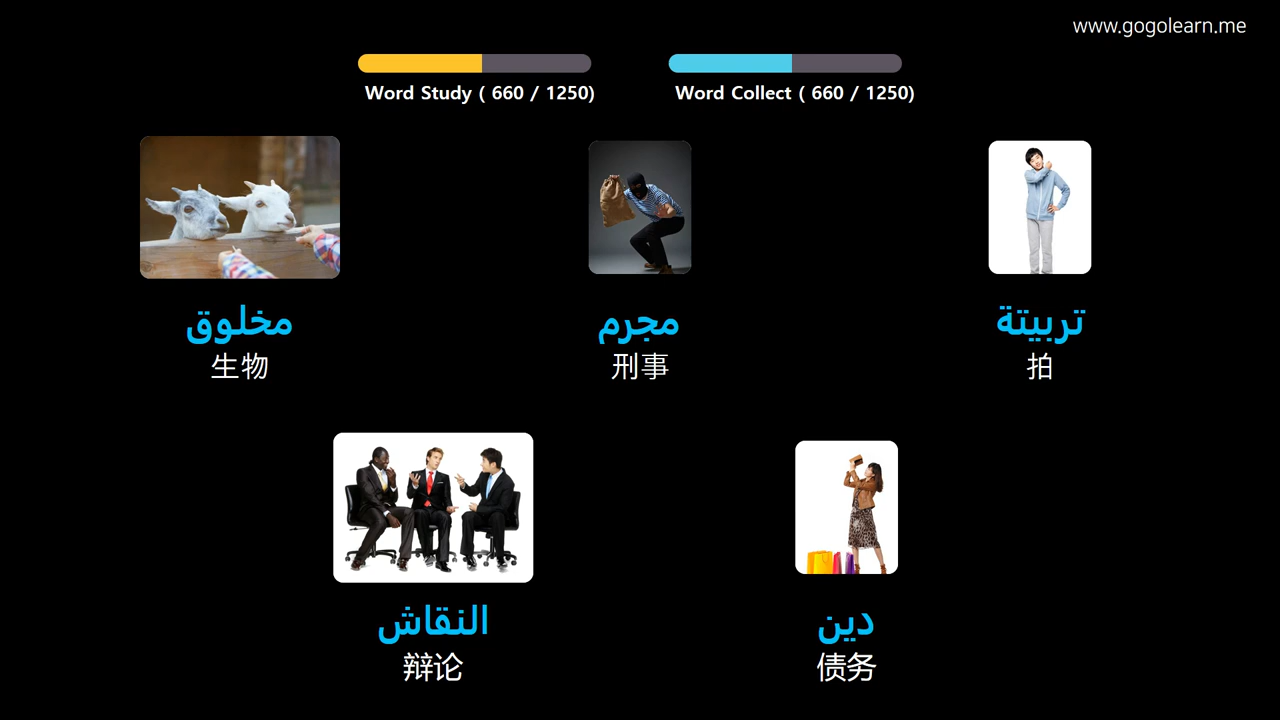 www.gogolearn.me
Word Study ( 660 / 1250)
Word Collect ( 660 / 1250)
مخلوق
生物
مجرم
刑事
تربيتة
拍
النقاش
辩论
دين
债务